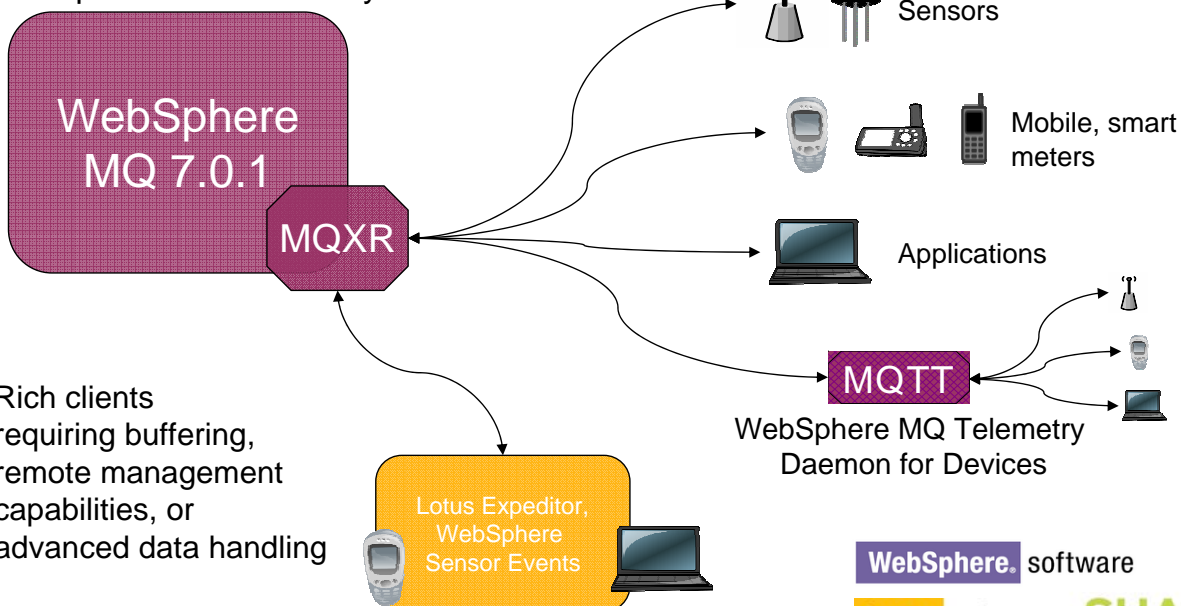 Sensors
WebSphere
MQ 7.0.1
MQXR
Mobile, smart
meters
Applications
MQTT
WebSphere MQ Telemetry
Daemon for Devices
Rich clients
requiring buffering,
remote management
capabilities, or
advanced data handling
Lotus Expeditor,
WebSphere
Sensor Events
WebSphere. software